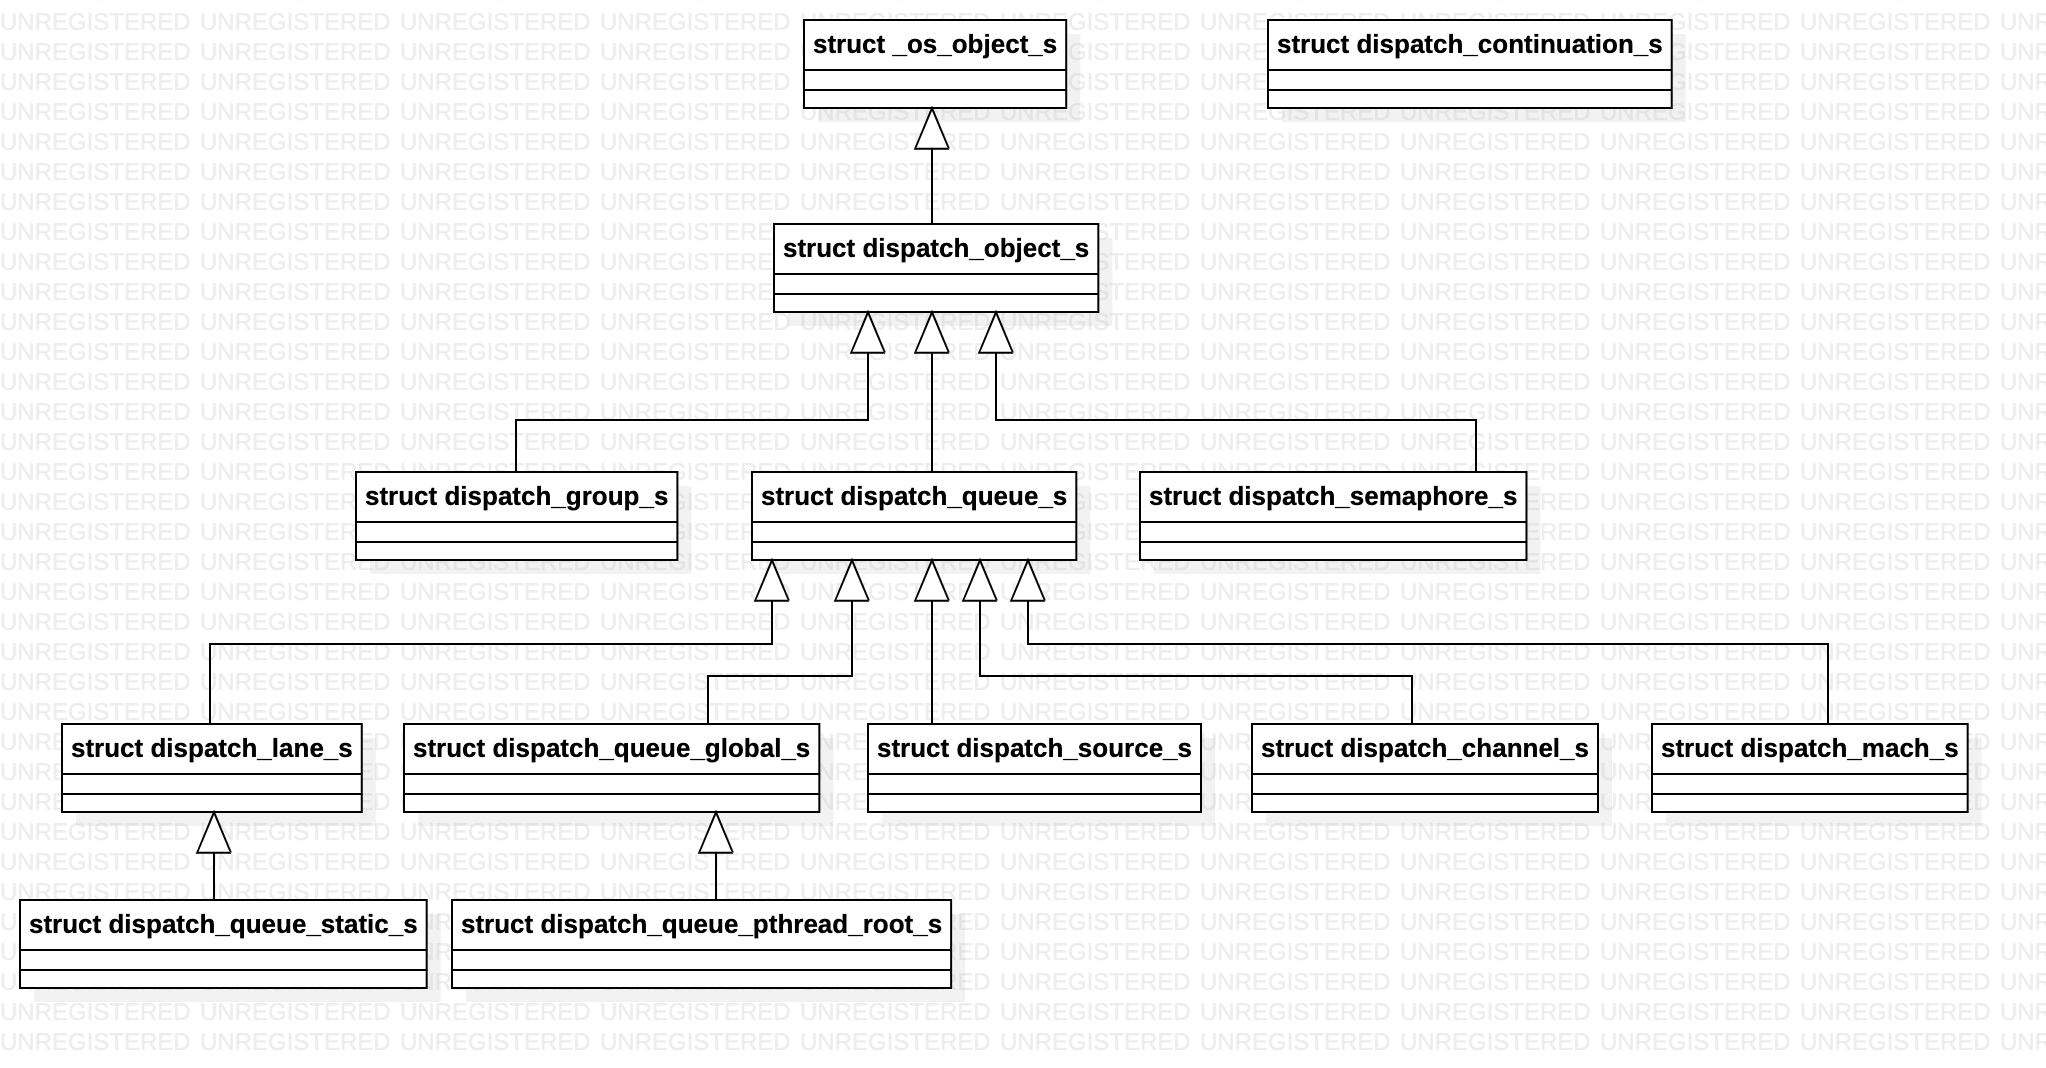 struct _os_object_s
struct dispatch_continuation_s
struct dispatch_object_s
struct dispatch_group_s
struct dispatch_queue_s
struct dispatch_semaphore_s
struct dispatch_lane_s
struct dispatch_queue_global_s
struct dispatch_source_s
struct dispatch_channel_s
struct dispatch_mach_s
struct dispatch_queue_static_s
struct dispatch_queue_pthread_root_s
UNREGISTERED